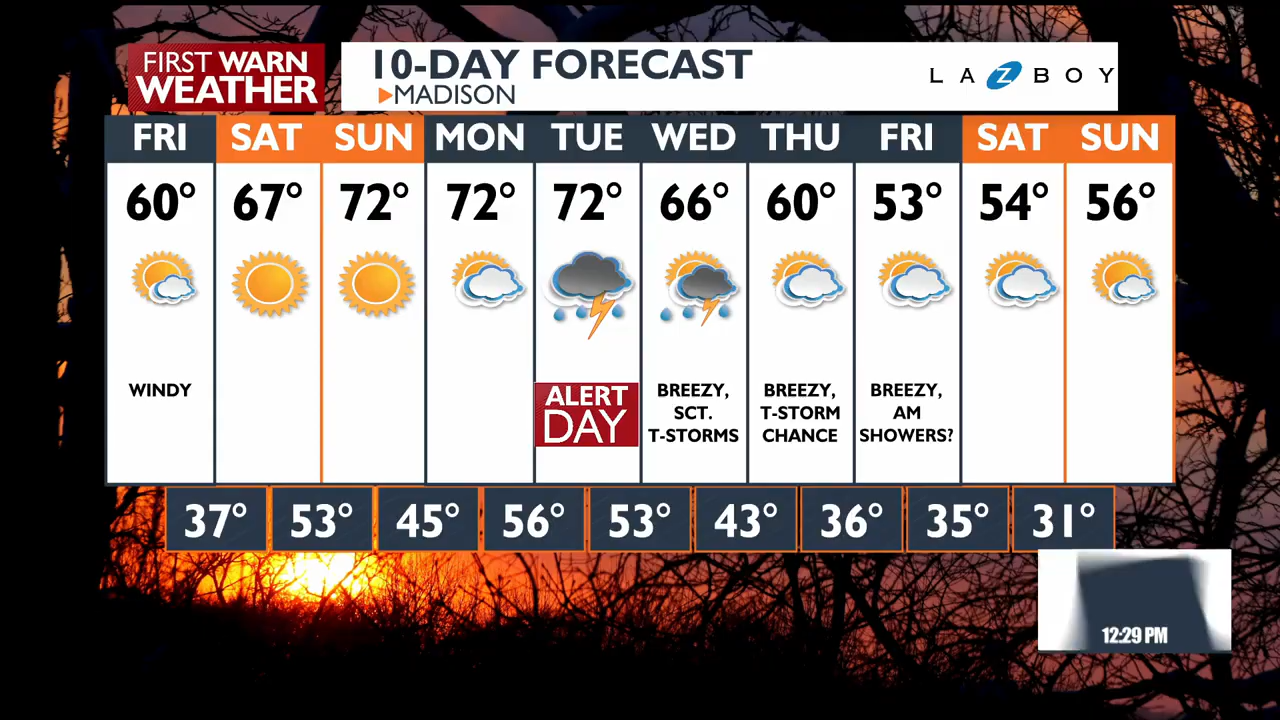 FIRST WARN
WEATHER
10-DAY FORECAST
MADISON
LA Z BOY
FRI SAT SUN MON TUE WED THU FRI SAT SUN
60° 67° 72° 72° 72° 66° 60° 53° 54° 56°
WINDY
ALERT
DAY
BREEZY,
SCT.
T-STORMS
BREEZY,
T-STORM
CHANCE
BREEZY,
AM
SHOWERS?
37° 53° 45° 56° 53° 43° 36° 35° 31°
12:29 PM